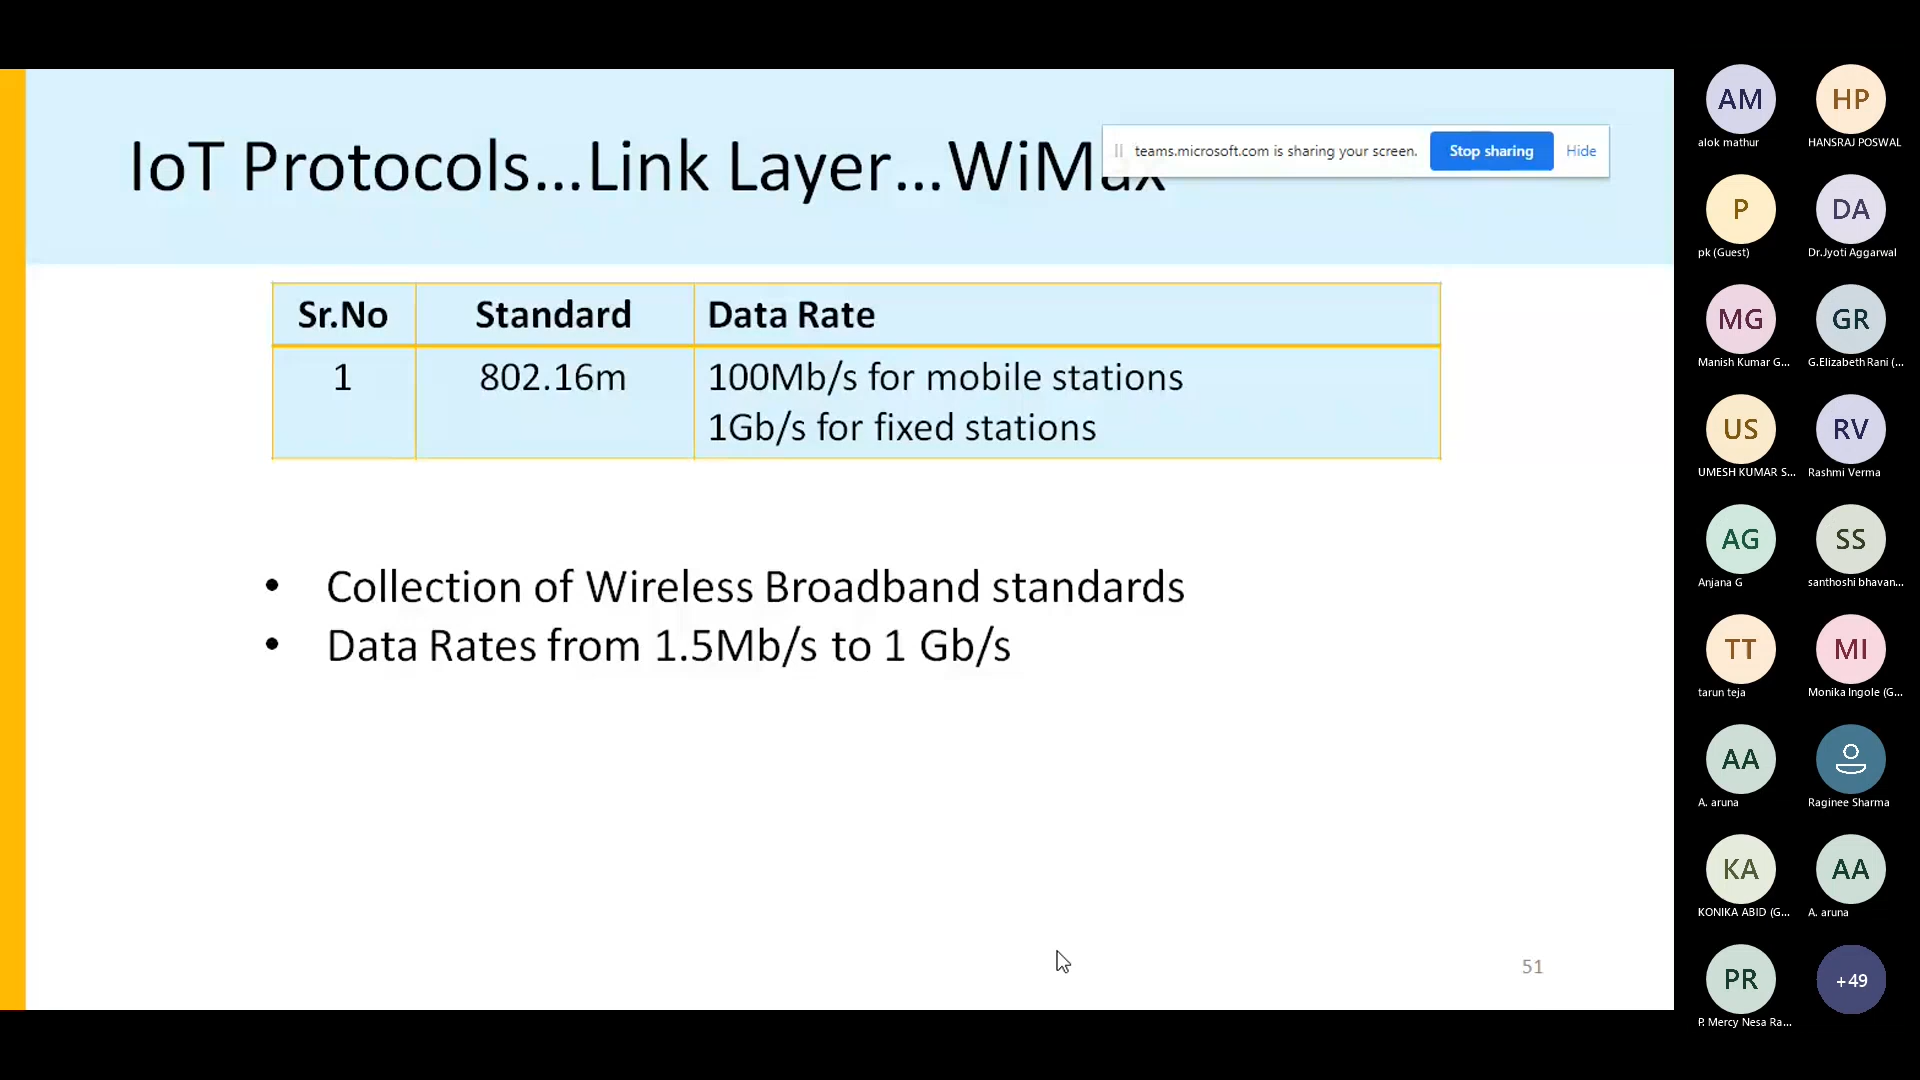 IoT Protocols...Link Layer...WiMax
teams.microsoft.com is sharing your screen. Stop sharing Hide
Sr.No Standard Data Rate
1 802.16m 100Mb/s for mobile stations
1Gb/s for fixed stations
• Collection of Wireless Broadband standards
• Data Rates from 1.5Mb/s to 1 Gb/s
51
AM HP
alok mathur HANSRAJ POSWAL
P DA
pk (Guest) Dr.Jyoti Aggarwal
MG GR
Manish Kumar G... G.Elizabeth Rani (...
US RV
UMESH KUMAR S... Rashmi Verma
AG SS
Anjana G santhoshi bhavan...
TT MI
tarun teja Monika Ingole (G...
AA
A. aruna Raginee Sharma
KA AA
KONIKA ABID (G... A. aruna
PR +49
P. Mercy Nesa Ra...